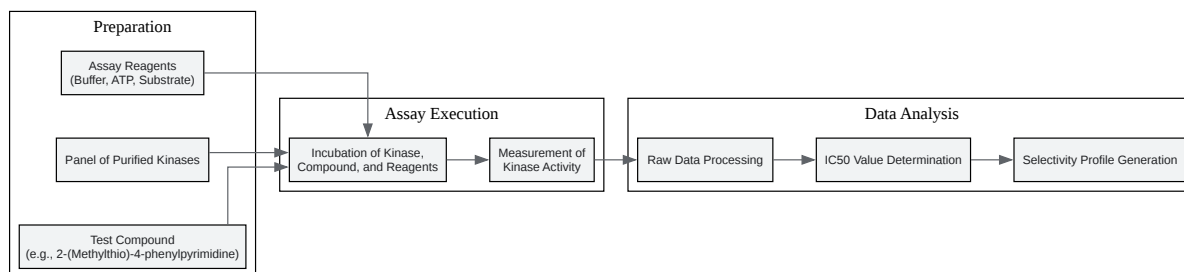 Preparation
Assay Reagents
(Buffer, ATP, Substrate)
Panel of Purified Kinases
Test Compound
(e.g., 2-(Methylthio)-4-phenylpyrimidine)
Assay Execution
Incubation of Kinase,
Compound, and Reagents
Measurement of
Kinase Activity
Data Analysis
Raw Data Processing
IC50 Value Determination
Selectivity Profile Generation